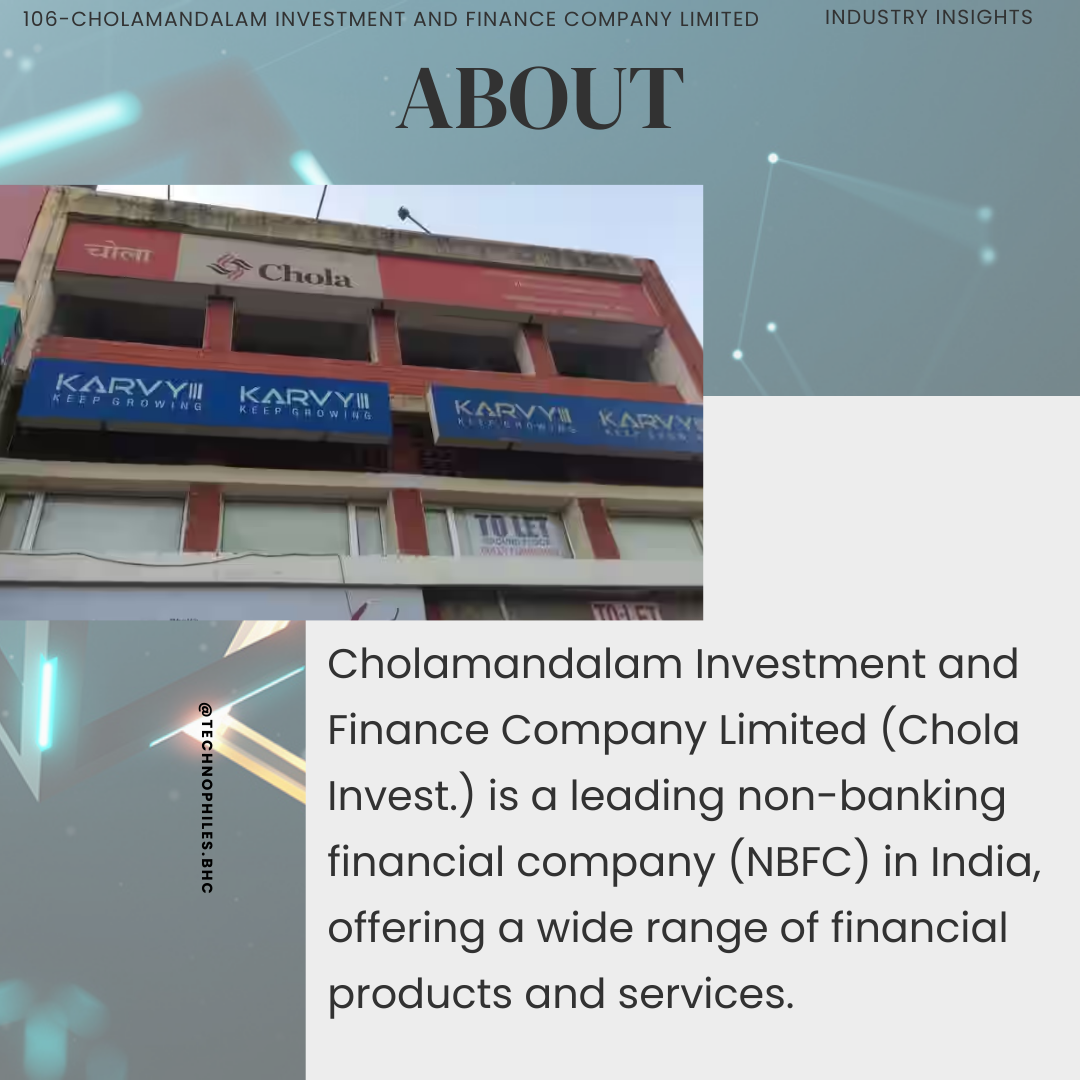 106-CHOLAMANDALAM INVESTMENT AND FINANCE COMPANY LIMITED
INDUSTRY INSIGHTS
ABOUT
चोला
Chola
KARVY
KEEP GROWING
KARVY
KEEP GROWING
KARVY
KEEP GROWING
KARVY
KEEP GROWING
TO LET
TO-LET
Cholamandalam Investment and
Finance Company Limited (Chola
Invest.) is a leading non-banking
financial company (NBFC) in India,
offering a wide range of financial
products and services.
@TECHNOPHILES.BHC